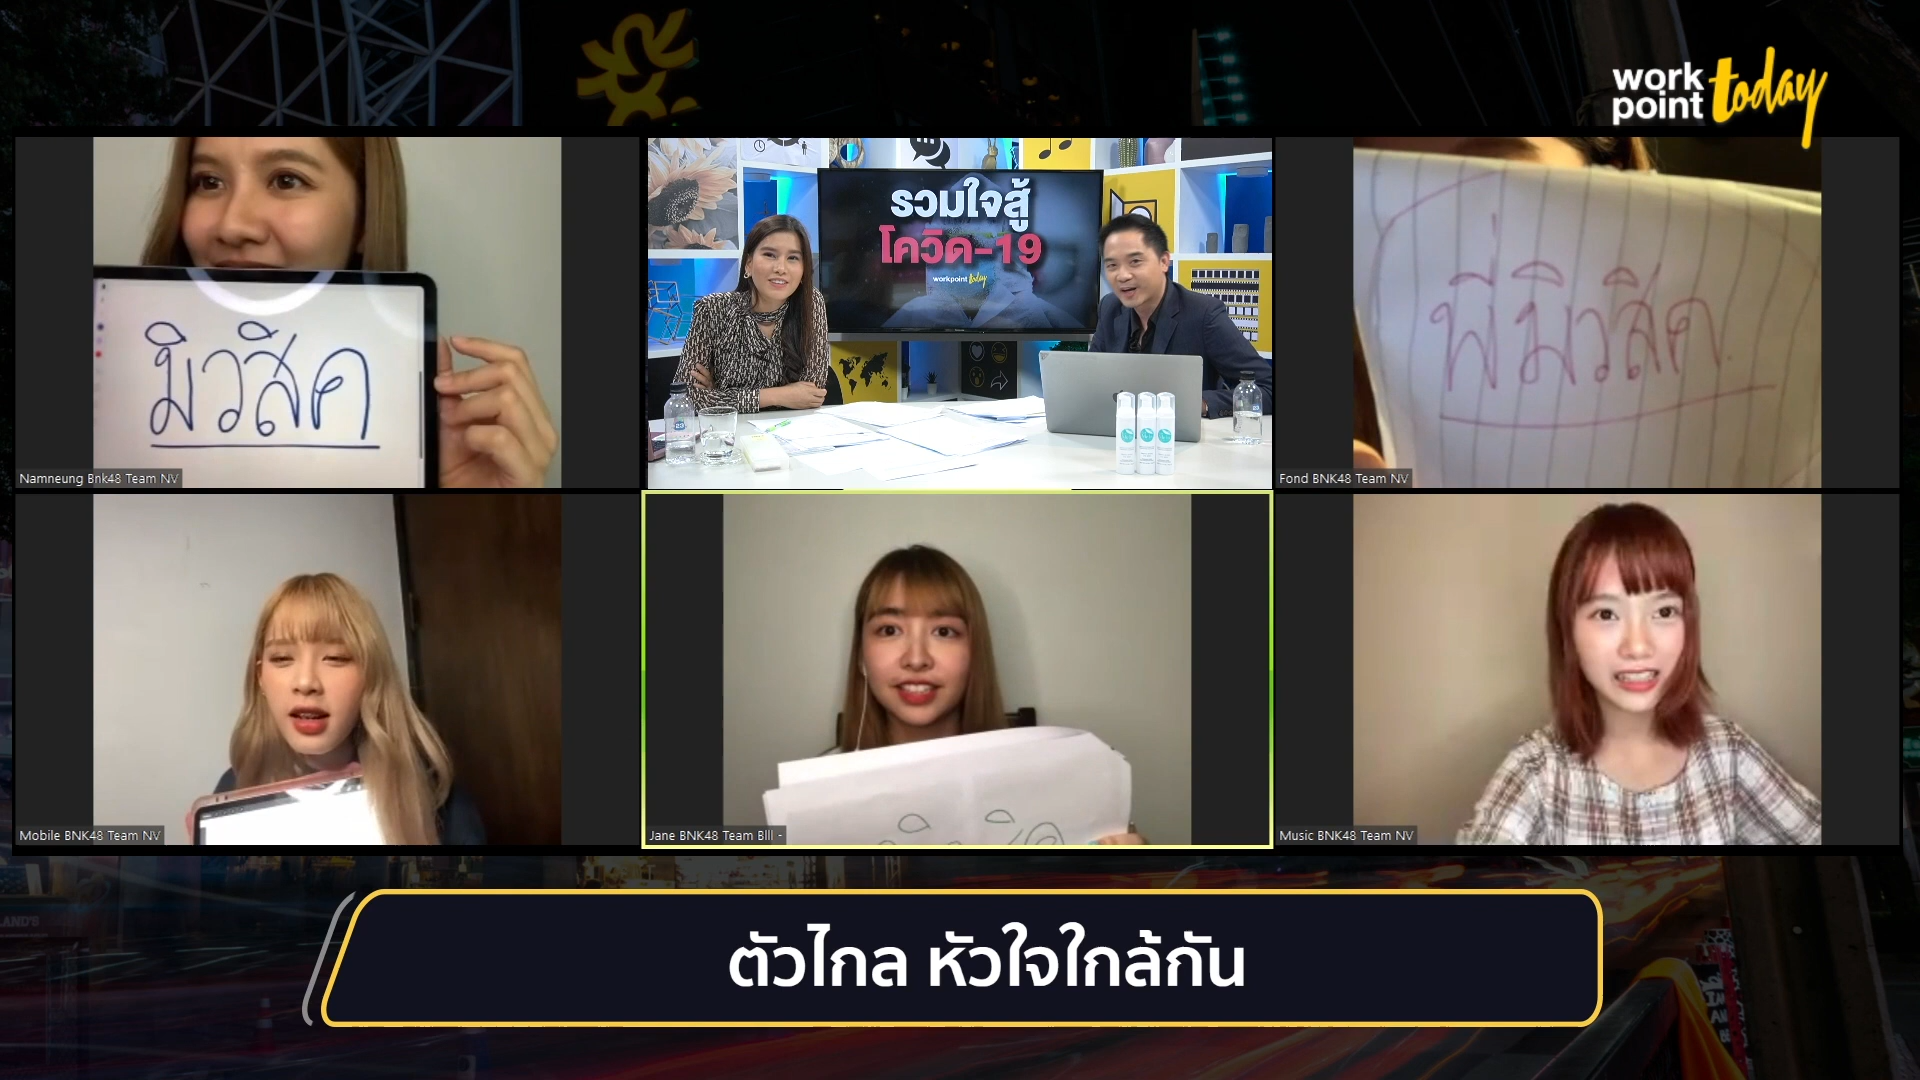 work
point today
รวมใจสู้
โควิด-19
workpoint today
มิวสิค
พี่มิวสิค
Namneung Bnk48 Team NV
Fond BNK48 Team NV
Mobile BNK48 Team NV
Jane BNK48 Team Blll -
Music BNK48 Team NV
ตัวไกล หัวใจใกล้กัน